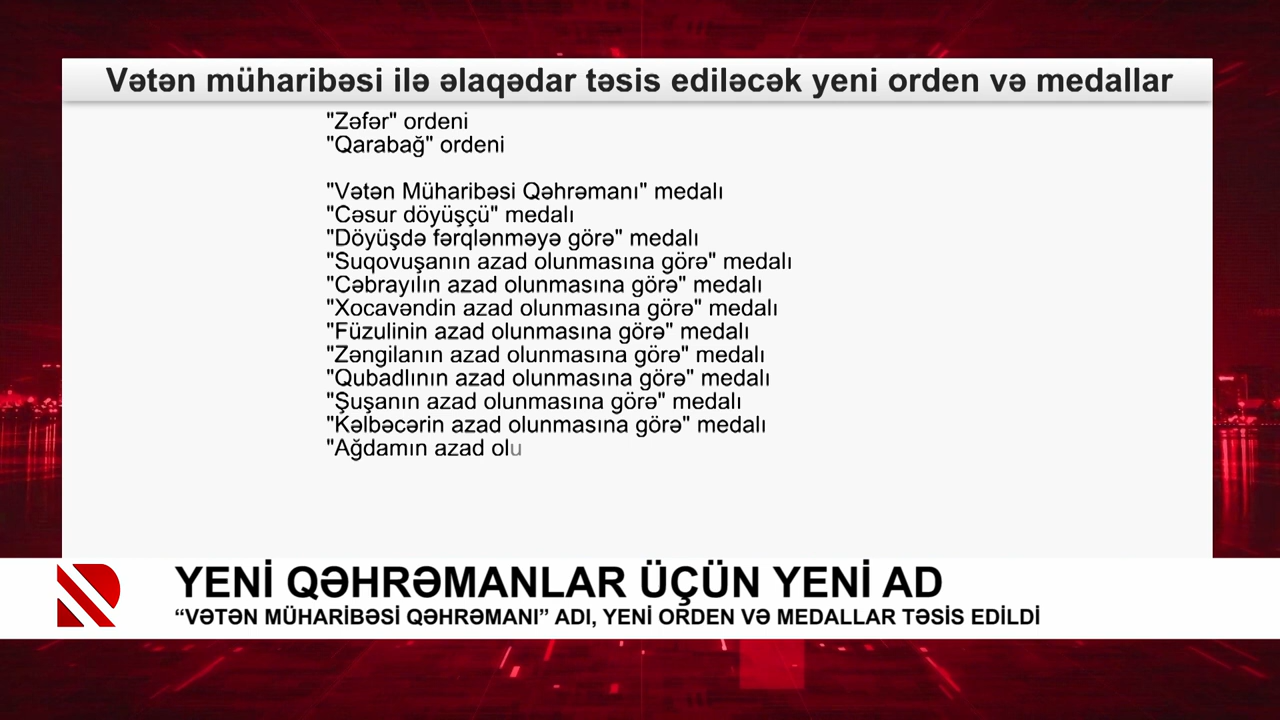 Vətən müharibəsi ilə əlaqədar təsis ediləcək yeni orden və medallar
"Zəfər" ordeni
"Qarabağ" ordeni
"Vətən Müharibəsi Qəhrəmanı" medalı
"Cəsur döyüşçü" medalı
"Döyüşdə fərqlənməyə görə" medalı
"Suqovuşanın azad olunmasına görə" medalı
"Cəbrayılın azad olunmasına görə" medalı
"Xocavəndin azad olunmasına görə" medalı
"Füzulinin azad olunmasına görə" medalı
"Zəngilanın azad olunmasına görə" medalı
"Qubadlının azad olunmasına görə" medalı
"Şuşanın azad olunmasına görə" medalı
"Kəlbəcərin azad olunmasına görə" medalı
"Ağdamın azad olu
YENİ QƏHRƏMANLAR ÜÇÜN YENİ AD
“VƏTƏN MÜHARİBƏSİ QƏHRƏMANI” ADI, YENİ ORDEN VƏ MEDALLAR TƏSİS EDİLDİ